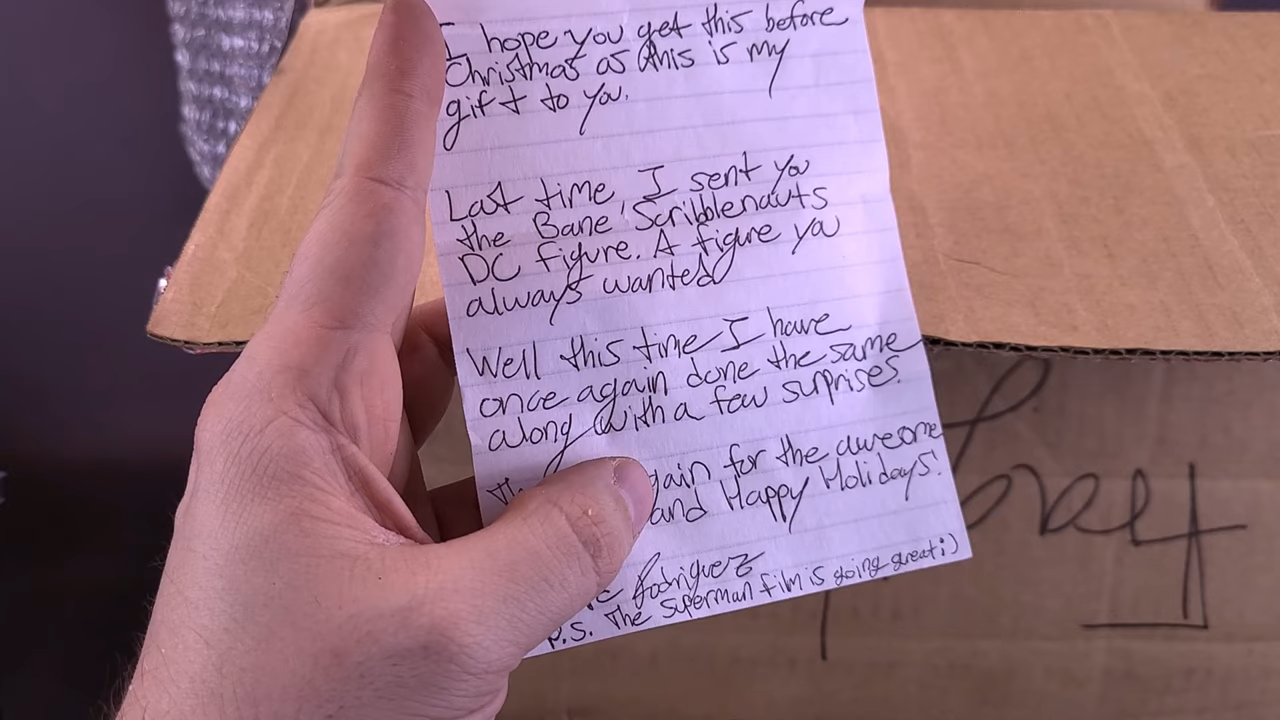 I hope you get this before
Christmas as this is my
gift to you.
Last time, I sent you
the Bane, Scribblenauts
DC figure. A figure you
always wanted
Well this time I have
once again done the same
along with a few suprises.
for the awesome
and Happy Holidays!
Rodriguez
P.S. The Superman film is going great :)